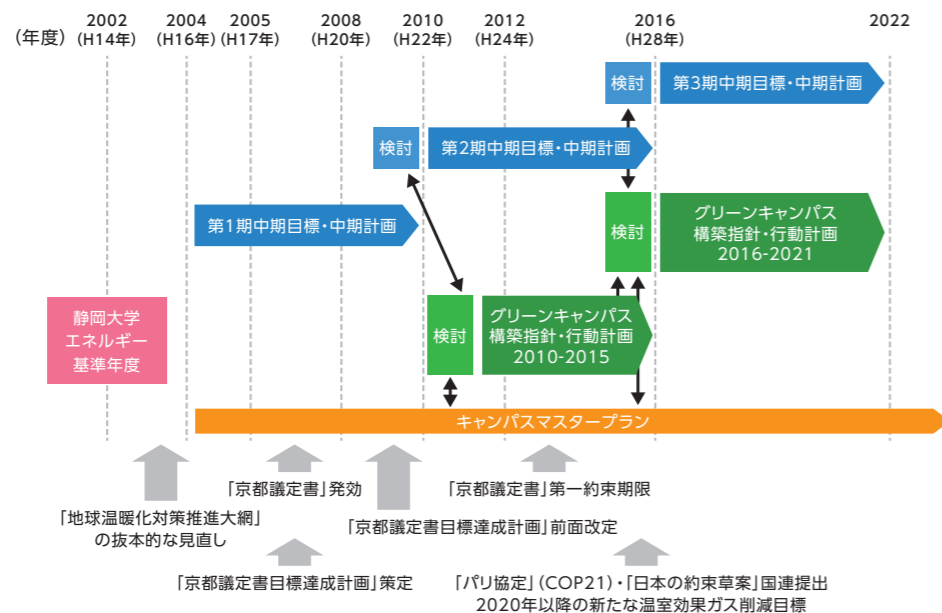 (年度)
2002
(H14年)
2004
(H16年)
2005
(H17年)
2008
(H20年)
2010
(H22年)
2012
(H24年)
2016
(H28年)
2022
検討
第3期中期目標・中期計画
検討
第2期中期目標・中期計画
第1期中期目標・中期計画
検討
グリーンキャンパス
構築指針・行動計画
2016-2021
静岡大学
エネルギー
基準年度
検討
グリーンキャンパス
構築指針・行動計画
2010-2015
キャンパスマスタープラン
「京都議定書」発効
「京都議定書」第一約束期限
「地球温暖化対策推進大網」
の抜本的な見直し
「京都議定書目標達成計画」前面改定
「京都議定書目標達成計画」策定
「パリ協定」(COP21)・「日本の約束草案」国連提出
2020年以降の新たな温室効果ガス削減目標